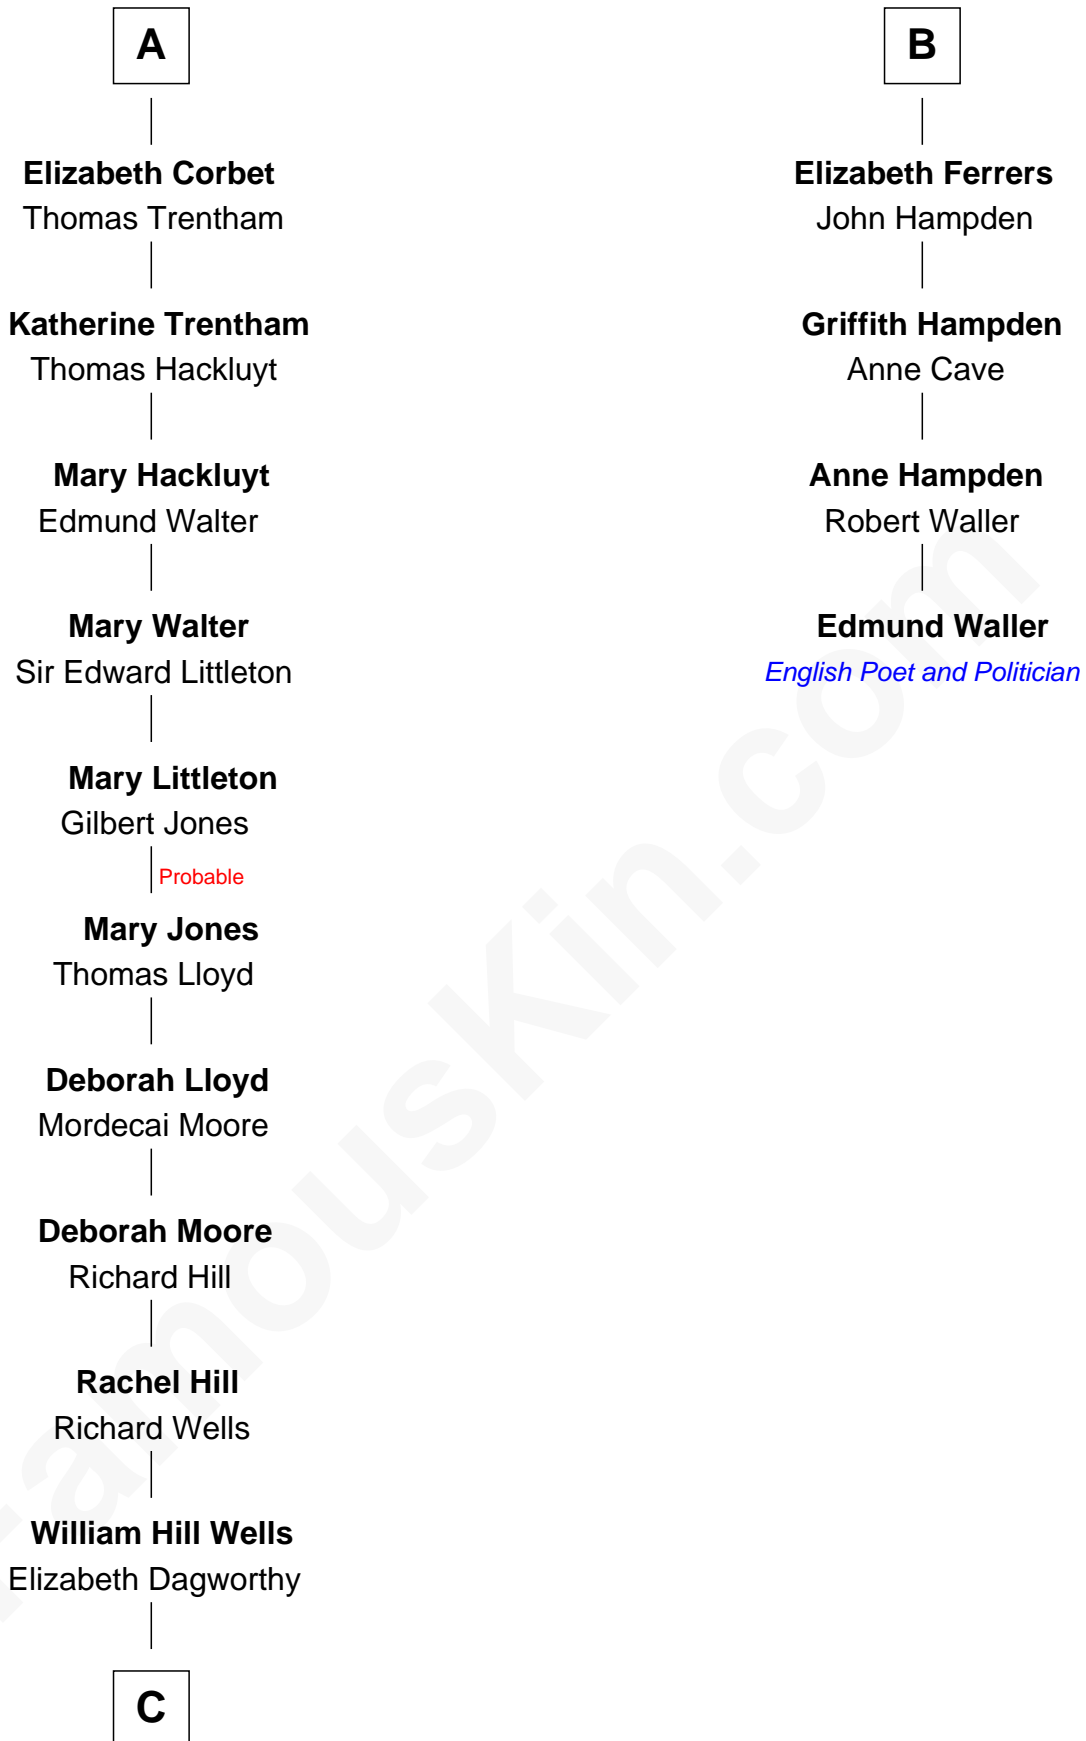 A
Elizabeth Corbet
Thomas Trentham
Katherine Trentham
Thomas Hackluyt
Mary Hackluyt
Edmund Walter
Mary Walter
Sir Edward Littleton
Mary Littleton
Gilbert Jones
Probable
Mary Jones
Thomas Lloyd
Deborah Lloyd
Mordecai Moore
Deborah Moore
Richard Hill
Rachel Hill
Richard Wells
William Hill Wells
Elizabeth Dagworthy
C
B
Elizabeth Ferrers
John Hampden
Griffith Hampden
Anne Cave
Anne Hampden
Robert Waller
Edmund Waller
English Poet and Politician
FamousKin.com